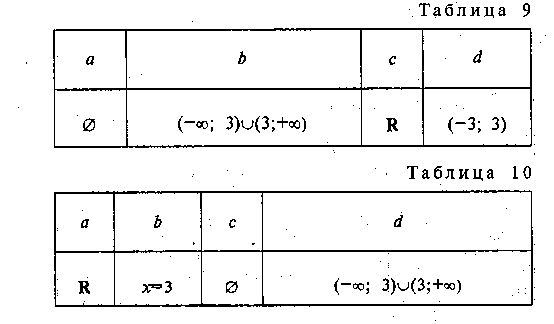 Таблица 9
a b c d
∅ (−∞; 3)∪(3;+∞) R (−3; 3)
Таблица 10
a b c d
R x=3 ∅ (−∞; 3)∪(3;+∞)